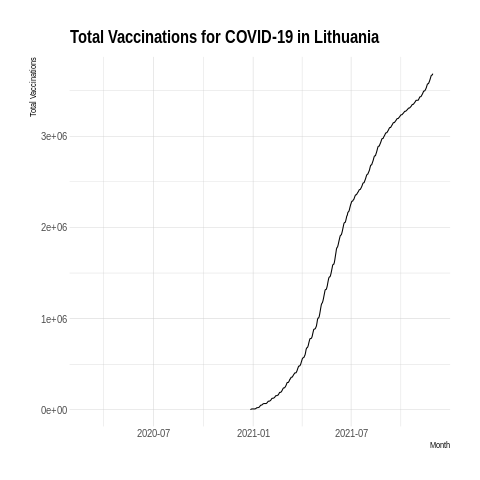 Total Vaccinations for COVID-19 in Lithuania
Total Vaccinations
3e+06
2e+06
1e+06
0e+00
2020-07 2021-01 2021-07
Month